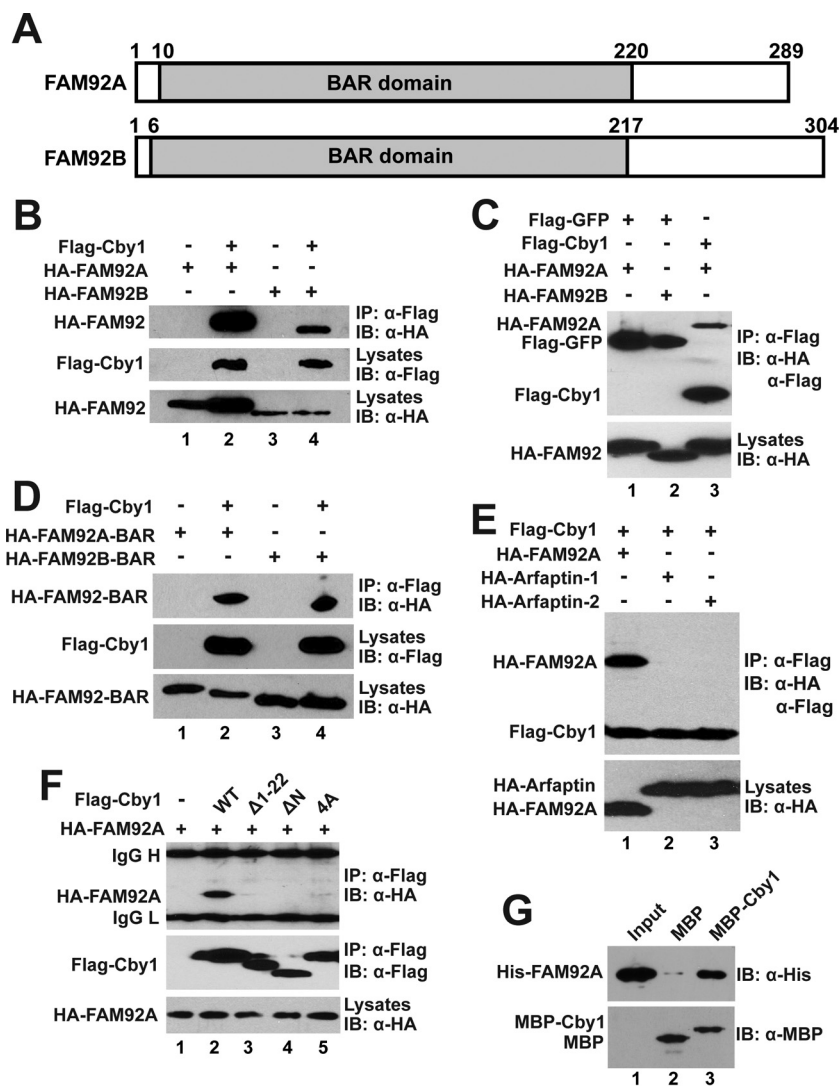 A
1 10 220 289
FAM92A BAR domain
1 6 217 304
FAM92B BAR domain
B
Flag-Cby1 - + - +
HA-FAM92A + + - -
HA-FAM92B - - + +
HA-FAM92 IP: α-Flag
IB: α-HA
Flag-Cby1 Lysates
IB: α-Flag
HA-FAM92 Lysates
IB: α-HA
1 2 3 4
C
Flag-GFP + + -
Flag-Cby1 - - +
HA-FAM92A + - +
HA-FAM92B - + -
HA-FAM92A
Flag-GFP IP: α-Flag
IB: α-HA
α-Flag
Flag-Cby1
HA-FAM92 Lysates
IB: α-HA
1 2 3
D
Flag-Cby1 - + - +
HA-FAM92A-BAR + + - -
HA-FAM92B-BAR - - + +
HA-FAM92-BAR IP: α-Flag
IB: α-HA
Flag-Cby1 Lysates
IB: α-Flag
HA-FAM92-BAR Lysates
IB: α-HA
1 2 3 4
E
Flag-Cby1 + + +
HA-FAM92A + - -
HA-Arfaptin-1 - + -
HA-Arfaptin-2 - - +
HA-FAM92A IP: α-Flag
IB: α-HA
α-Flag
Flag-Cby1
HA-Arfaptin Lysates
HA-FAM92A IB: α-HA
1 2 3
F
Flag-Cby1 - WT Δ1-22 ΔN 4A
HA-FAM92A + + + + +
IgG H
IP: α-Flag
HA-FAM92A IB: α-HA
IgG L
Flag-Cby1 IP: α-Flag
IB: α-Flag
HA-FAM92A Lysates
IB: α-HA
1 2 3 4 5
G
Input MBP MBP-Cby1
His-FAM92A IB: α-His
MBP-Cby1
MBP IB: α-MBP
1 2 3